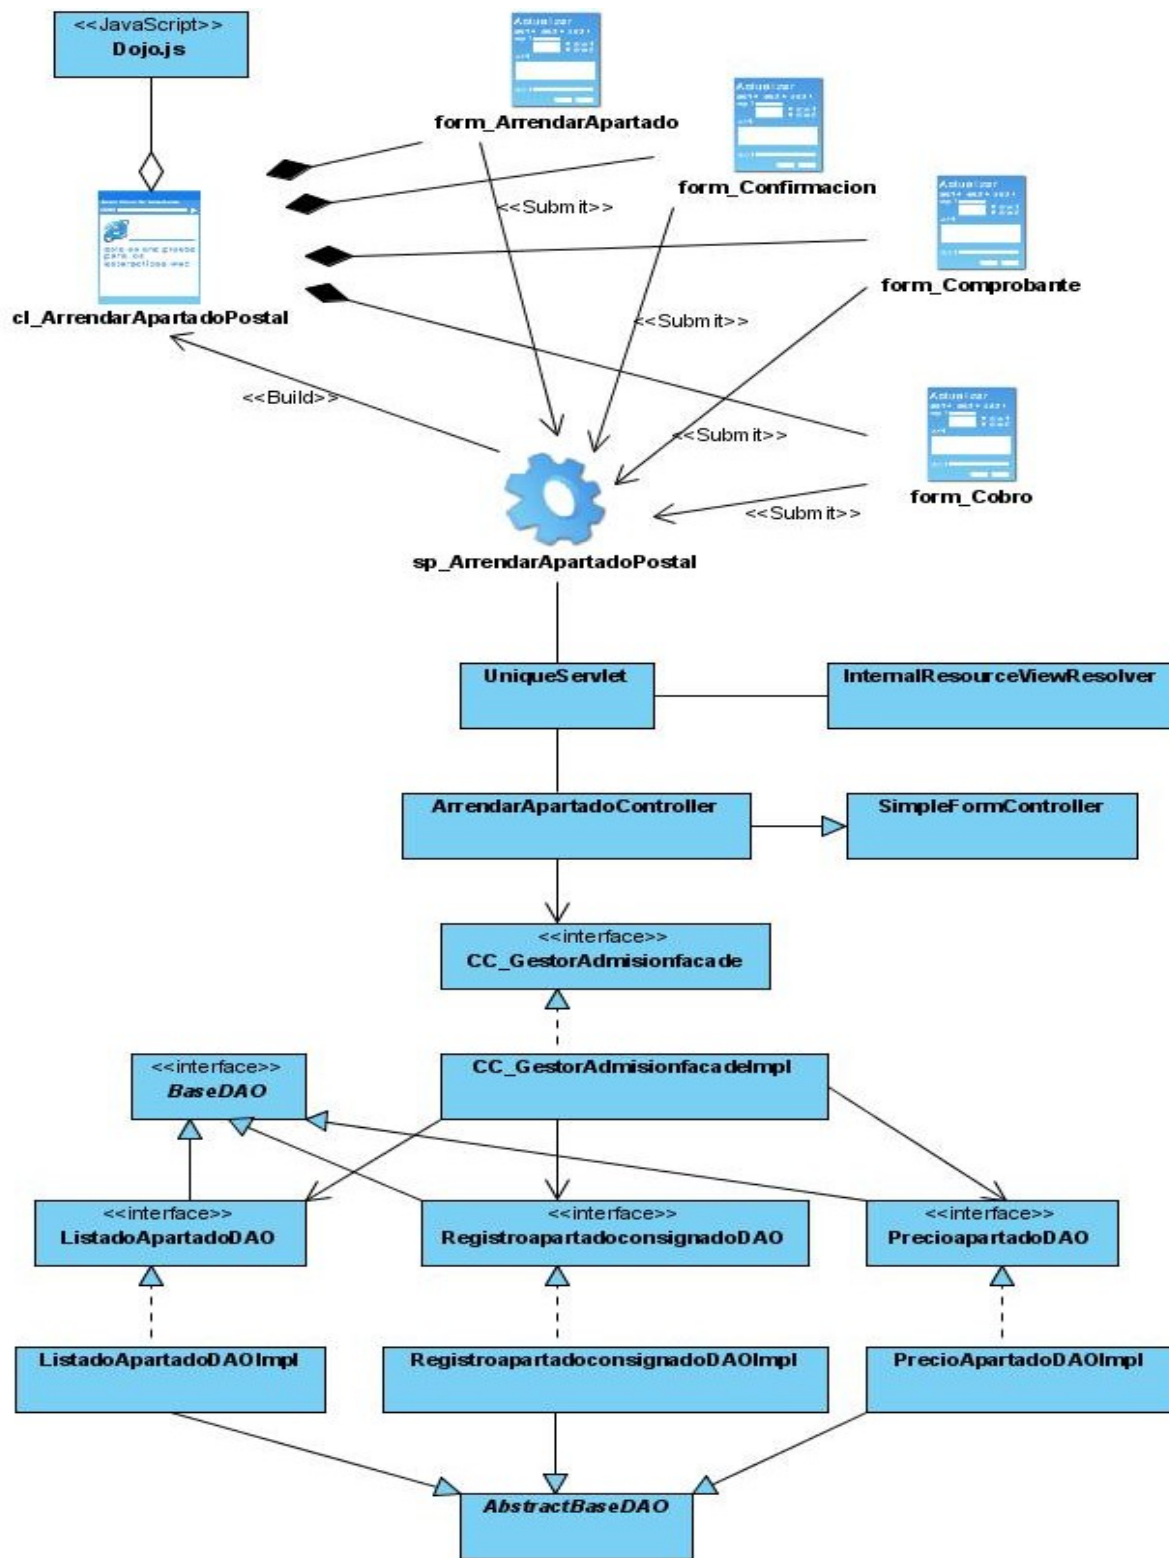 <<JavaScript>>
Dojo.js
form_ArrendarApartado
form_Confirmacion
<<Submit>>
form_Comprobante
cl_ArrendarApartadoPostal
<<Submit>>
<<Build>>
<<Submit>>
form_Cobro
<<Submit>>
sp_ArrendarApartadoPostal
UniqueServlet
InternalResourceViewResolver
ArrendarApartadoController
SimpleFormController
<<interface>>
CC_GestorAdmisionfacade
<<interface>>
BaseDAO
CC_GestorAdmisionfacadeImpl
<<interface>>
ListadoApartadoDAO
<<interface>>
RegistroapartadoconsignadoDAO
<<interface>>
PrecioapartadoDAO
ListadoApartadoDAOImpl
RegistroapartadoconsignadoDAOImpl
PrecioApartadoDAOImpl
AbstractBaseDAO